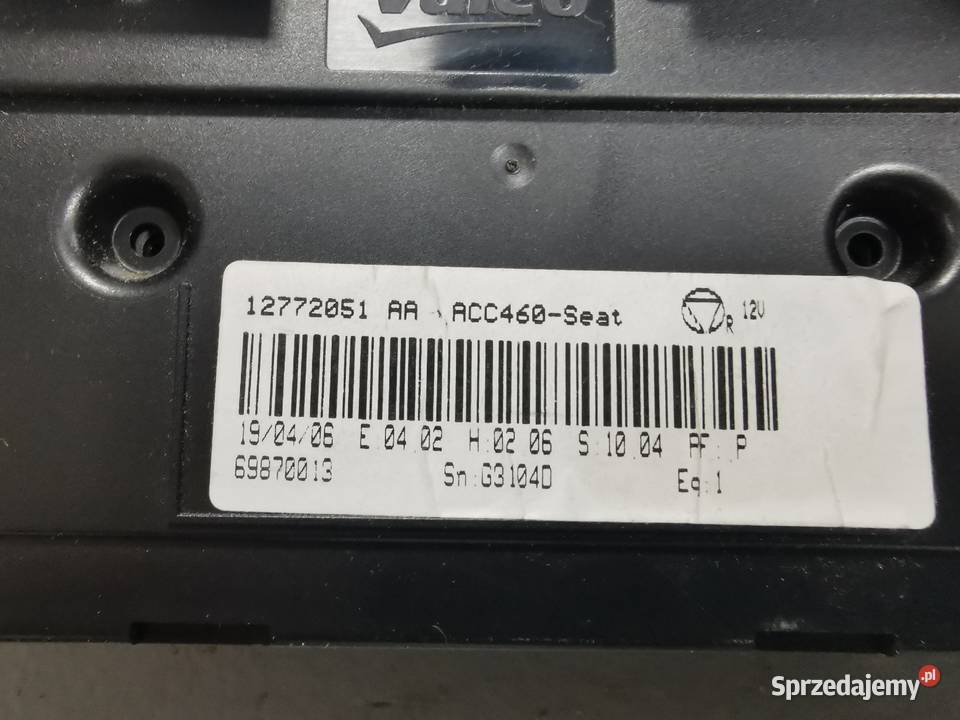 Valeo
12772051 AA ACC460-Seat
R 12V
19/04/06 E:04.02 H:02.06 S:10.04 AF: P
69870013 Sn:G3104D Eq:1
Sprzedajemy.pl